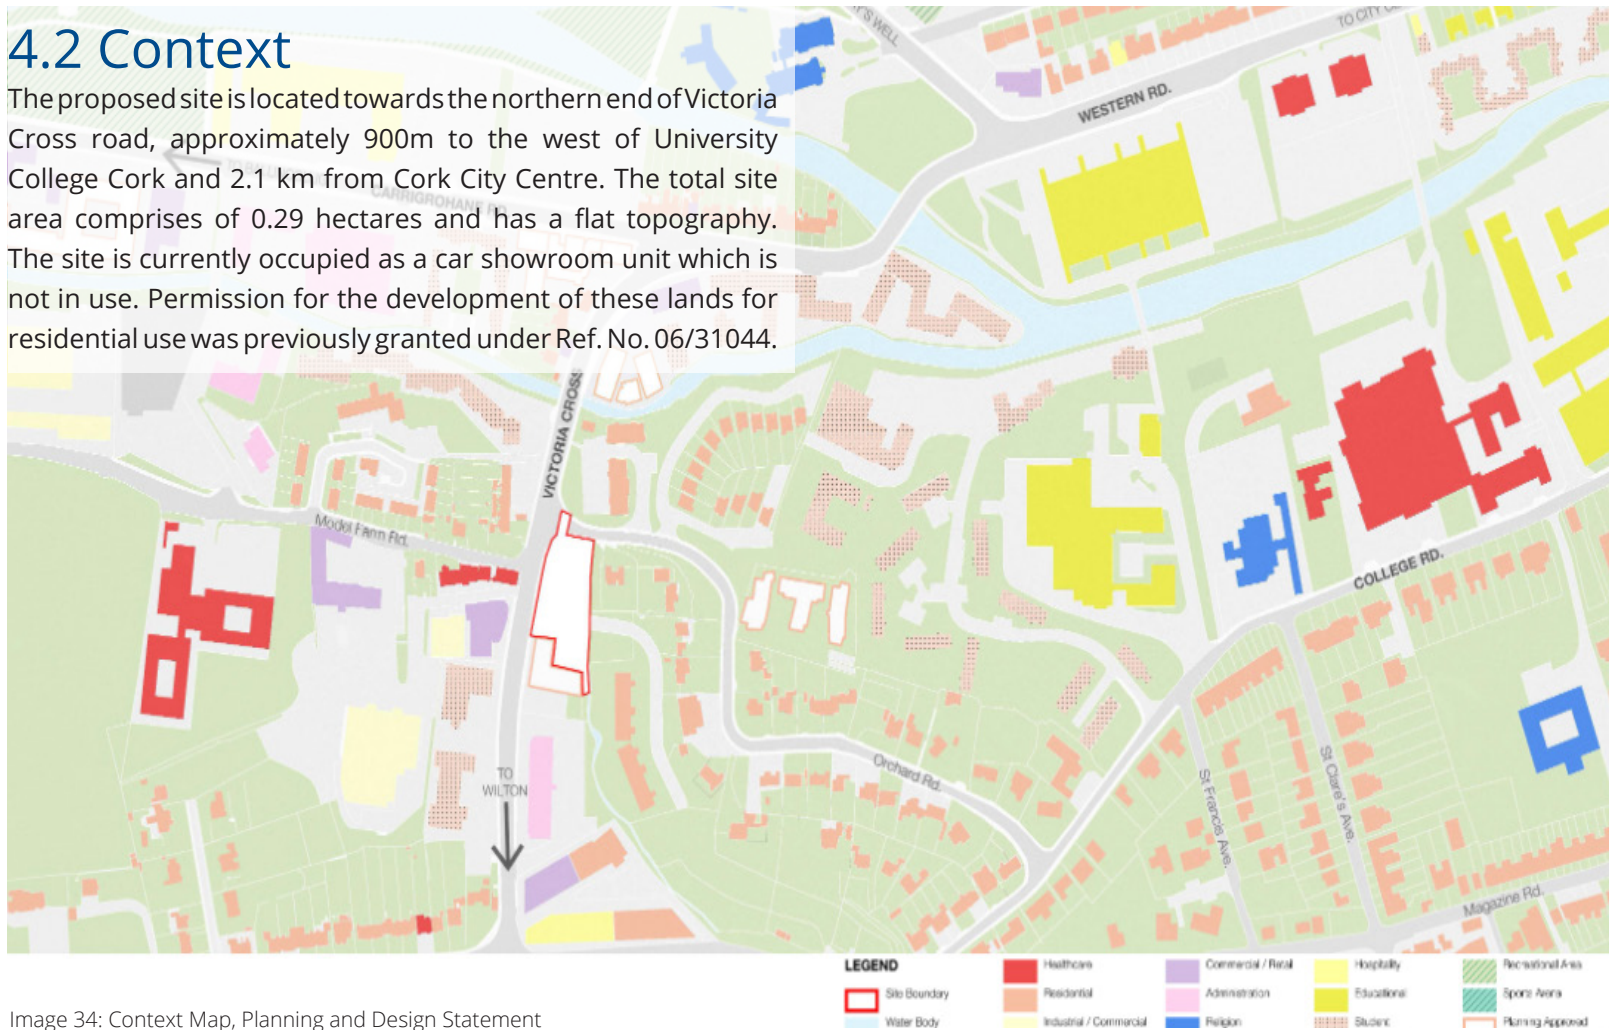 4.2 Context
The proposed site is located towards the northern end of Victoria
Cross road, approximately 900m to the west of University
College Cork and 2.1 km from Cork City Centre. The total site
area comprises of 0.29 hectares and has a flat topography.
The site is currently occupied as a car showroom unit which is
not in use. Permission for the development of these lands for
residential use was previously granted under Ref. No. 06/31044.
CARRIGROHANE RD.
WELL
TO CITY
WESTERN RD.
VICTORIA CROSS
Model Farm Rd.
COLLEGE RD.
TO
WILTON
Orchard Rd.
St Francis Ave.
St Clare's Ave.
Magazine Rd.
LEGEND
Site Boundary
Water Body
Healthcare
Residential
Industrial / Commercial
Commercial / Retail
Administration
Religion
Hospitality
Educational
Student
Recreational Area
Sports Arena
Planning Approved
Image 34: Context Map, Planning and Design Statement